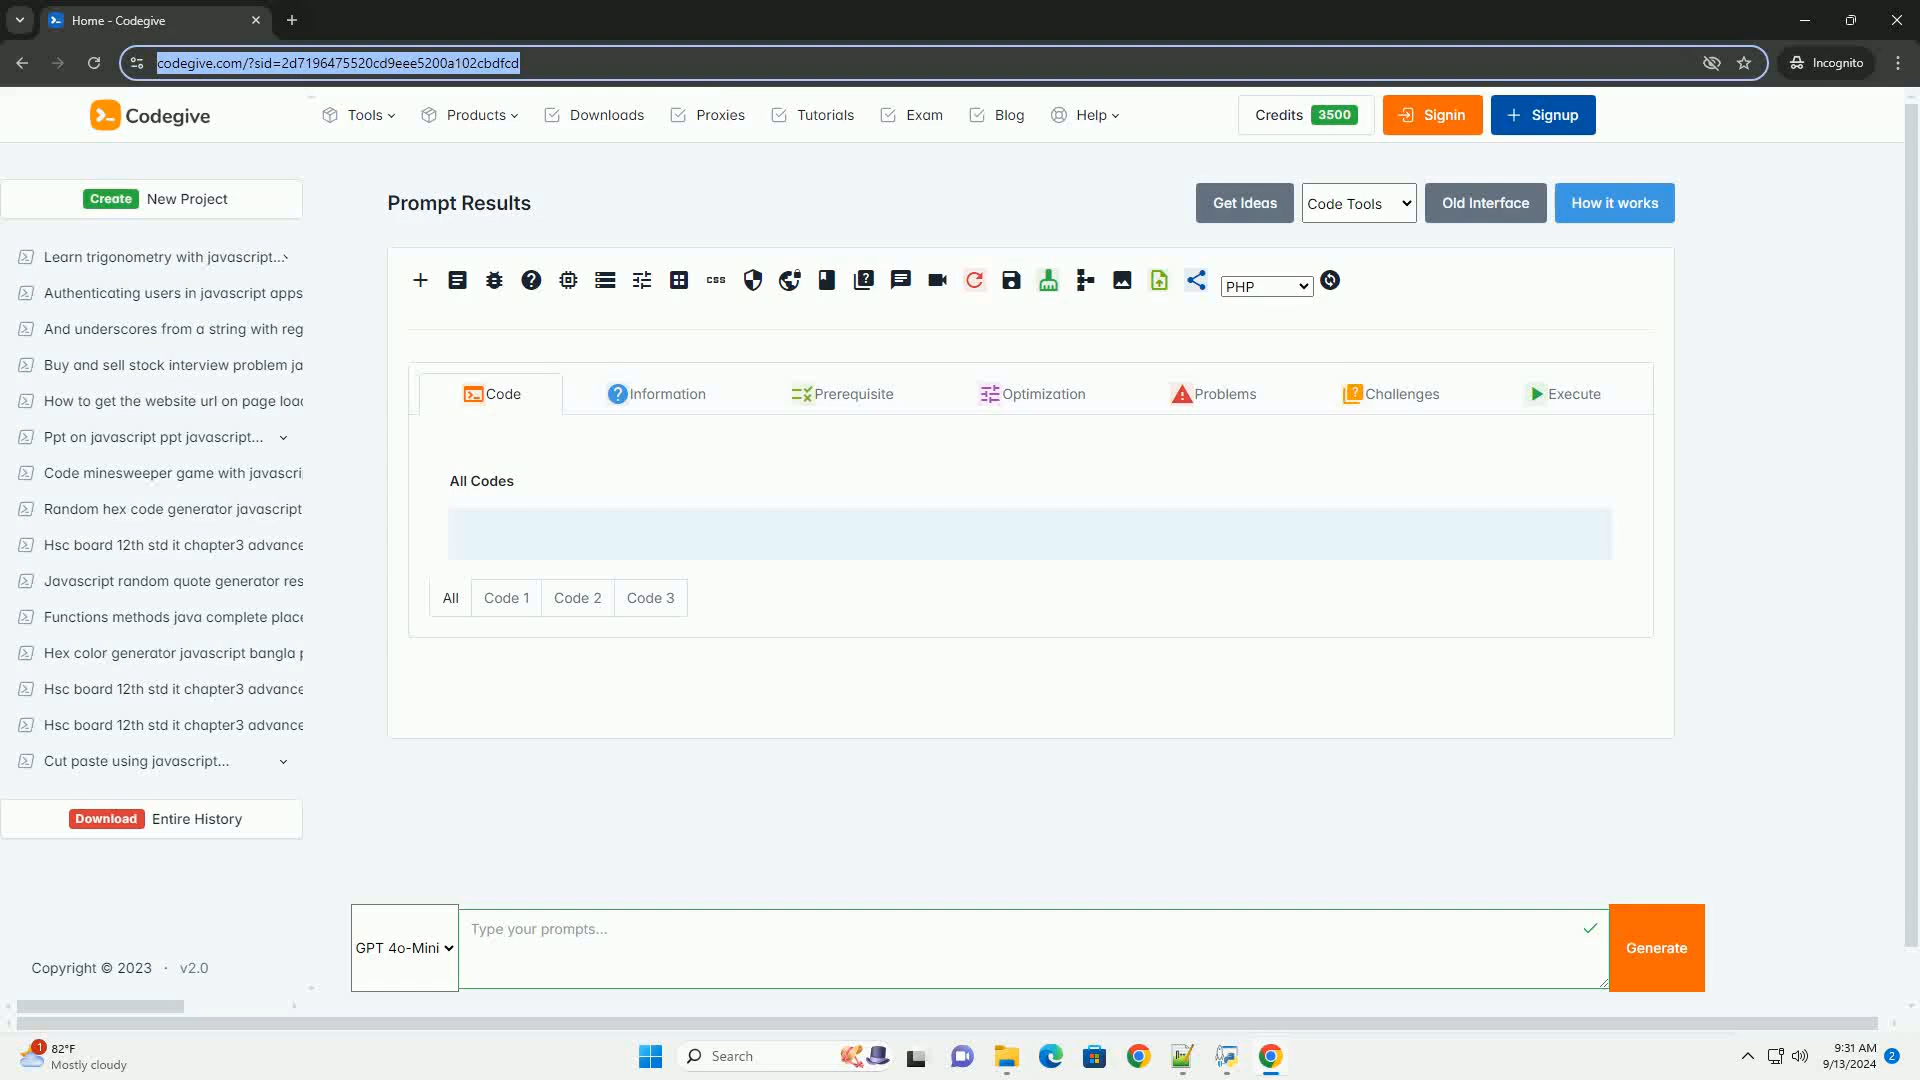 Home - Codegive
codegive.com/?sid=2d7196475520cd9eee5200a102cbdfcd
Incognito
Codegive
Tools
Products
Downloads
Proxies
Tutorials
Exam
Blog
Help
Credits 3500
Signin
Signup
Create New Project
Learn trigonometry with javascript...
Authenticating users in javascript apps
And underscores from a string with reg
Buy and sell stock interview problem ja
How to get the website url on page load
Ppt on javascript ppt javascript...
Code minesweeper game with javascri
Random hex code generator javascript
Hsc board 12th std it chapter3 advance
Javascript random quote generator res
Functions methods java complete place
Hex color generator javascript bangla p
Hsc board 12th std it chapter3 advance
Hsc board 12th std it chapter3 advance
Cut paste using javascript...
Download Entire History
Copyright © 2023 · v2.0
Prompt Results
Get Ideas
Code Tools
Old Interface
How it works
css
PHP
Code
Information
Prerequisite
Optimization
Problems
Challenges
Execute
All Codes
All
Code 1
Code 2
Code 3
GPT 4o-Mini
Type your prompts...
Generate
1
82°F
Mostly cloudy
Search
9:31 AM
9/13/2024
2